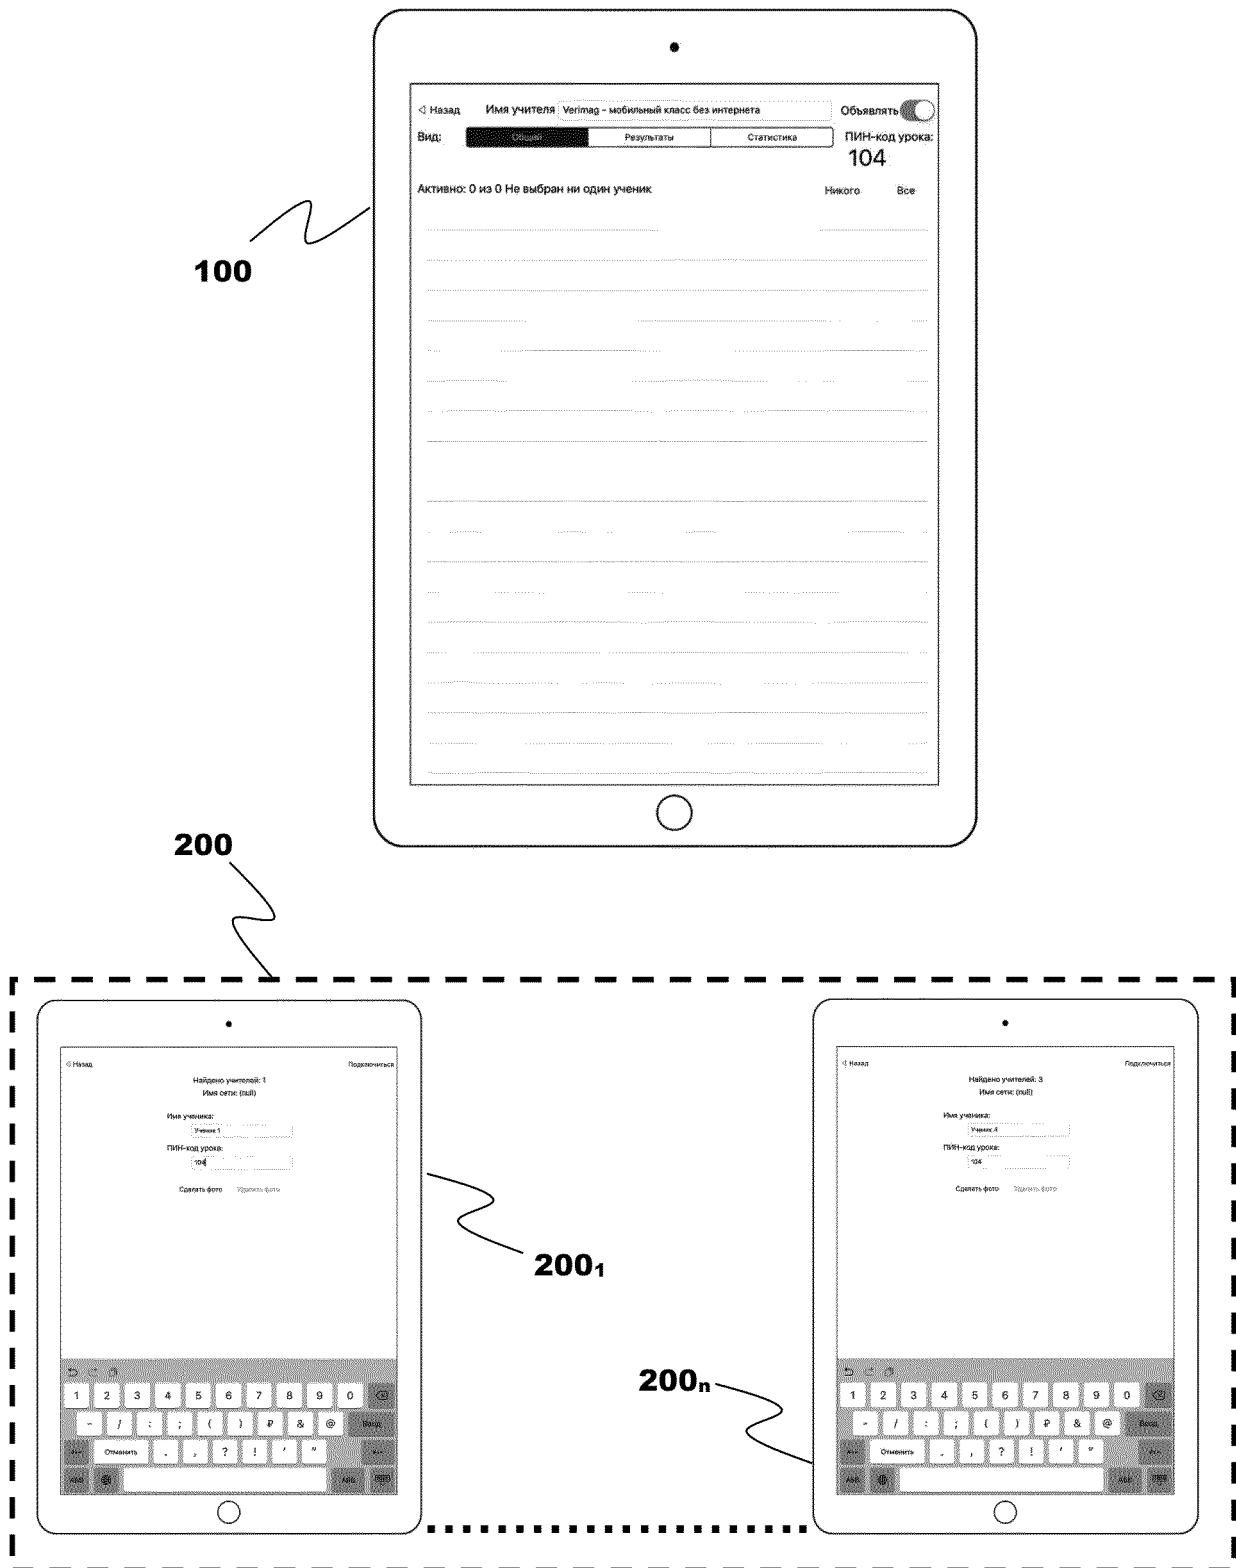 ◁ Назад Имя учителя Verimag - мобильный класс без интернета Объявлять
Вид: Общий Результаты Статистика ПИН-код урока:
104
Активно: 0 из 0 Не выбран ни один ученик Никого Все
100
200
◁ Назад Подключиться
Найдено учителей: 1
Имя сети: (null)
Имя ученика:
Ученик 1
ПИН-код урока:
104
Сделать фото Удалить фото
1 2 3 4 5 6 7 8 9 0
- / : ; ( ) ₽ & @ Ввод
#+= Отменить . , ? ! ' " #+=
АБВ АБВ
200₁
◁ Назад Подключиться
Найдено учителей: 3
Имя сети: (null)
Имя ученика:
Ученик 4
ПИН-код урока:
104
Сделать фото Удалить фото
1 2 3 4 5 6 7 8 9 0
- / : ; ( ) ₽ & @ Ввод
#+= Отменить . , ? ! ' " #+=
АБВ АБВ
200ₙ